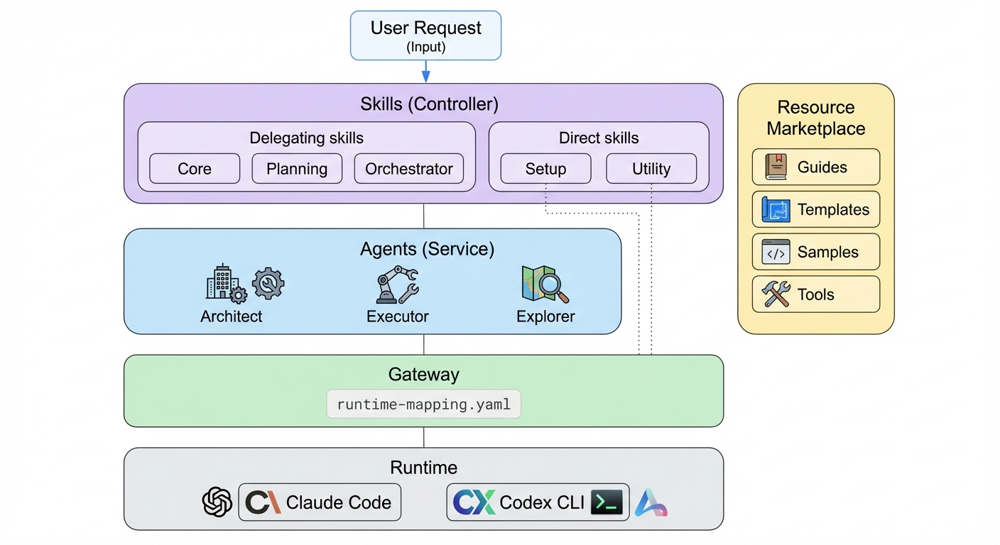 User Request
(Input)
Skills (Controller)
Delegating skills
Core
Planning
Orchestrator
Direct skills
Setup
Utility
Resource
Marketplace
Guides
Templates
Samples
Tools
Agents (Service)
Architect
Executor
Explorer
Gateway
runtime-mapping.yaml
Runtime
Claude Code
CX Codex CLI